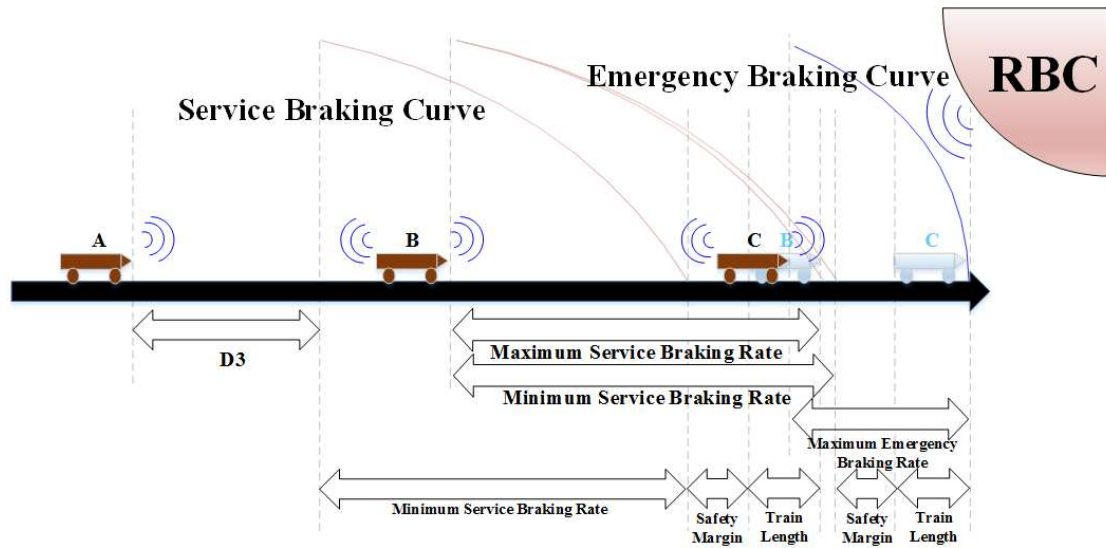 RBC
Emergency Braking Curve
Service Braking Curve
A
B
C
B
C
D3
Maximum Service Braking Rate
Minimum Service Braking Rate
Maximum Emergency
Braking Rate
Minimum Service Braking Rate
Safety
Margin
Train
Length
Safety
Margin
Train
Length